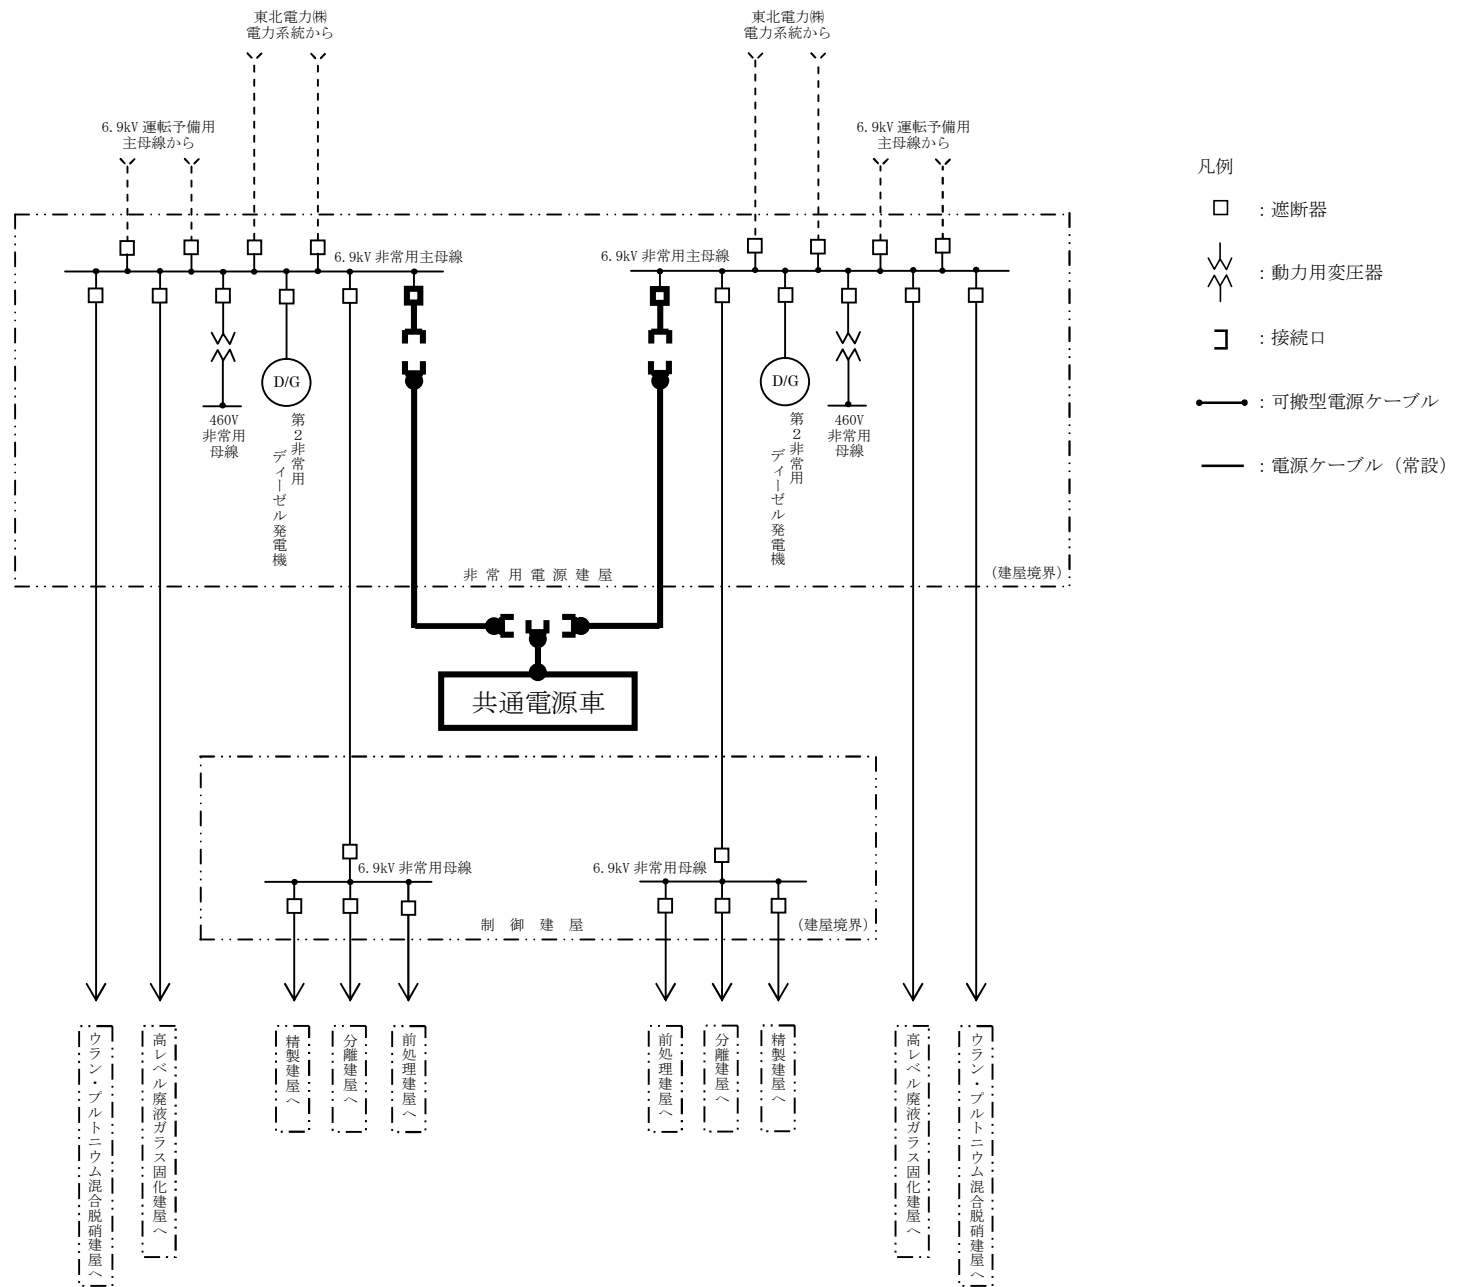 東北電力㈱
電力系統から
東北電力㈱
電力系統から
6.9kV 運転予備用
主母線から
6.9kV 運転予備用
主母線から
凡例
：遮断器
：動力用変圧器
：接続口
：可搬型電源ケーブル
：電源ケーブル（常設）
6.9kV 非常用主母線
6.9kV 非常用主母線
D/G
D/G
460V
非常用
母線
第２非常用
ディーゼル発電機
第２非常用
ディーゼル発電機
460V
非常用
母線
非常用電源建屋
（建屋境界）
共通電源車
6.9kV 非常用母線
6.9kV 非常用母線
制御建屋
（建屋境界）
ウラン・プルトニウム混合脱硝建屋へ
高レベル廃液ガラス固化建屋へ
精製建屋へ
分離建屋へ
前処理建屋へ
前処理建屋へ
分離建屋へ
精製建屋へ
高レベル廃液ガラス固化建屋へ
ウラン・プルトニウム混合脱硝建屋へ